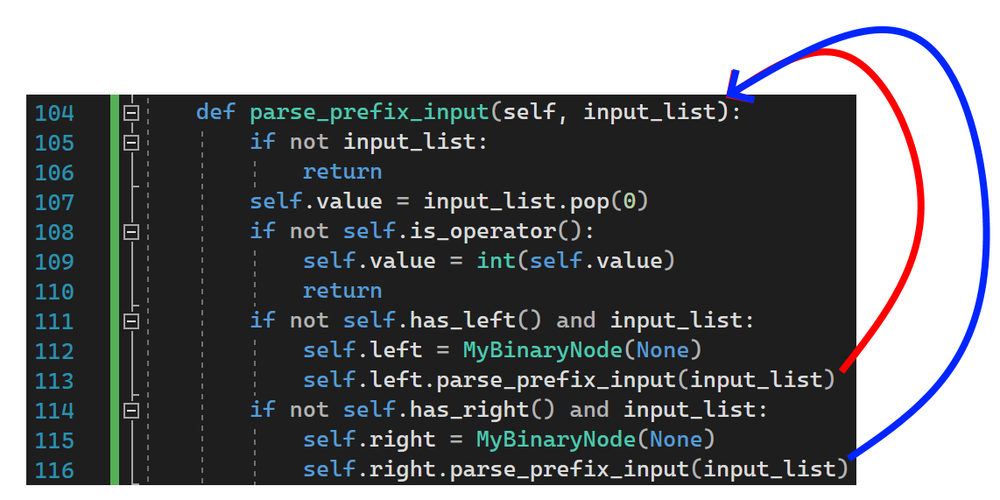 104 def parse_prefix_input(self, input_list):
105 if not input_list:
106 return
107 self.value = input_list.pop(0)
108 if not self.is_operator():
109 self.value = int(self.value)
110 return
111 if not self.has_left() and input_list:
112 self.left = MyBinaryNode(None)
113 self.left.parse_prefix_input(input_list)
114 if not self.has_right() and input_list:
115 self.right = MyBinaryNode(None)
116 self.right.parse_prefix_input(input_list)